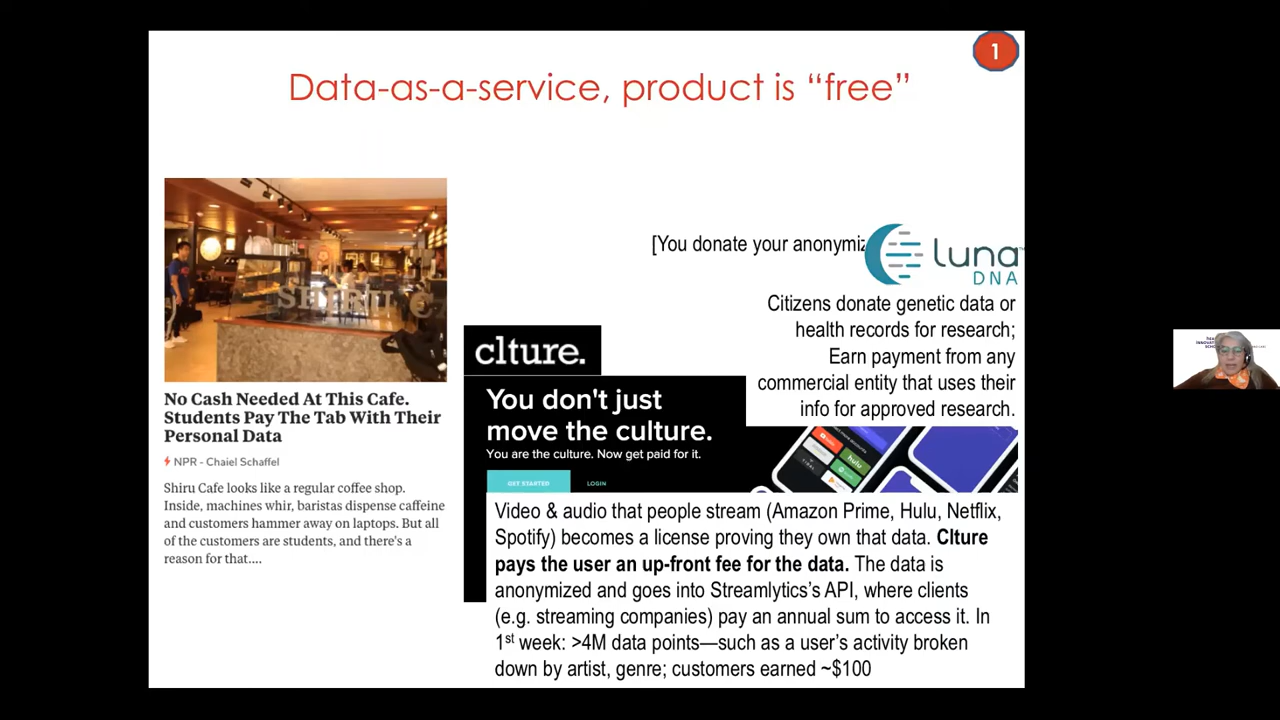 1
Data-as-a-service, product is “free”
SHIRU C
No Cash Needed At This Cafe.
Students Pay The Tab With Their
Personal Data
NPR - Chaiel Schaffel
Shiru Cafe looks like a regular coffee shop.
Inside, machines whir, baristas dispense caffeine
and customers hammer away on laptops. But all
of the customers are students, and there's a
reason for that....
[You donate your anonymiz
luna
DNA
Citizens donate genetic data or
health records for research;
Earn payment from any
commercial entity that uses their
info for approved research.
clture.
You don't just
move the culture.
You are the culture. Now get paid for it.
GET STARTED LOGIN
hulu
Video & audio that people stream (Amazon Prime, Hulu, Netflix,
Spotify) becomes a license proving they own that data. Clture
pays the user an up-front fee for the data. The data is
anonymized and goes into Streamlytics’s API, where clients
(e.g. streaming companies) pay an annual sum to access it. In
1st week: >4M data points—such as a user’s activity broken
down by artist, genre; customers earned ~$100